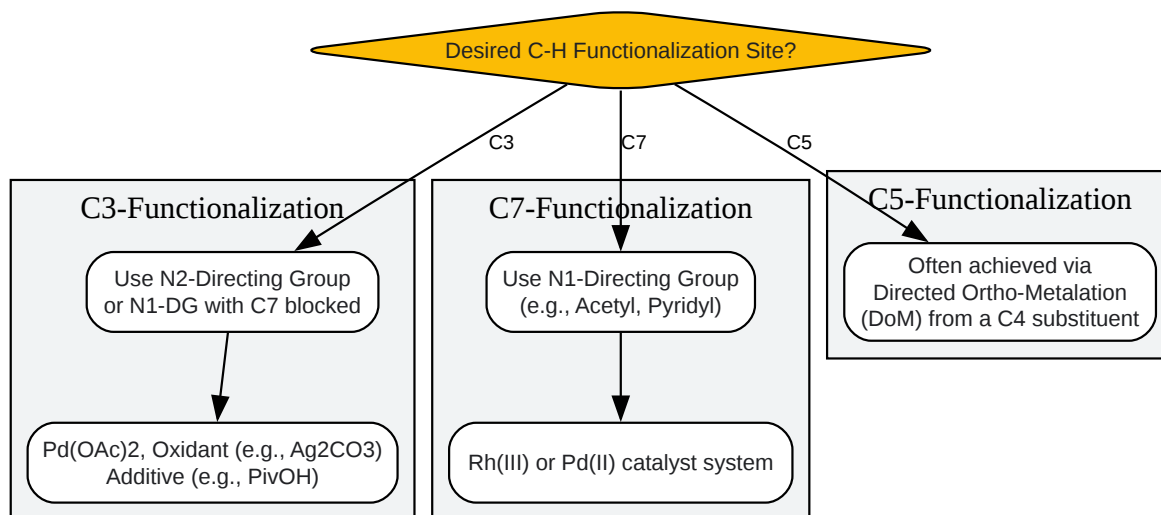 Desired C-H Functionalization Site?
C3
C7
C5
C3-Functionalization
Use N2-Directing Group
or N1-DG with C7 blocked
Pd(OAc)2, Oxidant (e.g., Ag2CO3)
Additive (e.g., PivOH)
C7-Functionalization
Use N1-Directing Group
(e.g., Acetyl, Pyridyl)
Rh(III) or Pd(II) catalyst system
C5-Functionalization
Often achieved via
Directed Ortho-Metalation
(DoM) from a C4 substituent